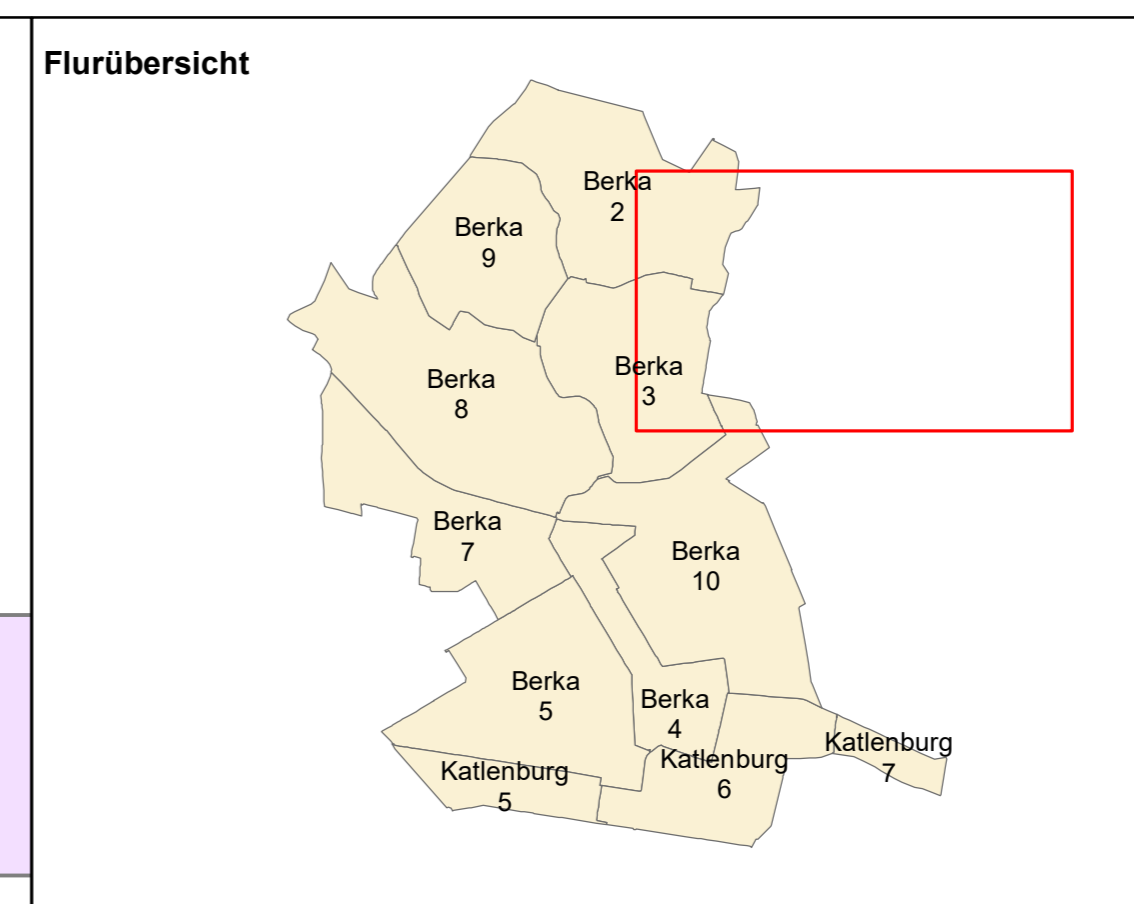 Flurübersicht
Berka
2
Berka
9
Berka
3
Berka
8
Berka
7
Berka
10
Berka
5
Berka
4
Katlenburg
7
Katlenburg
6
Katlenburg
5